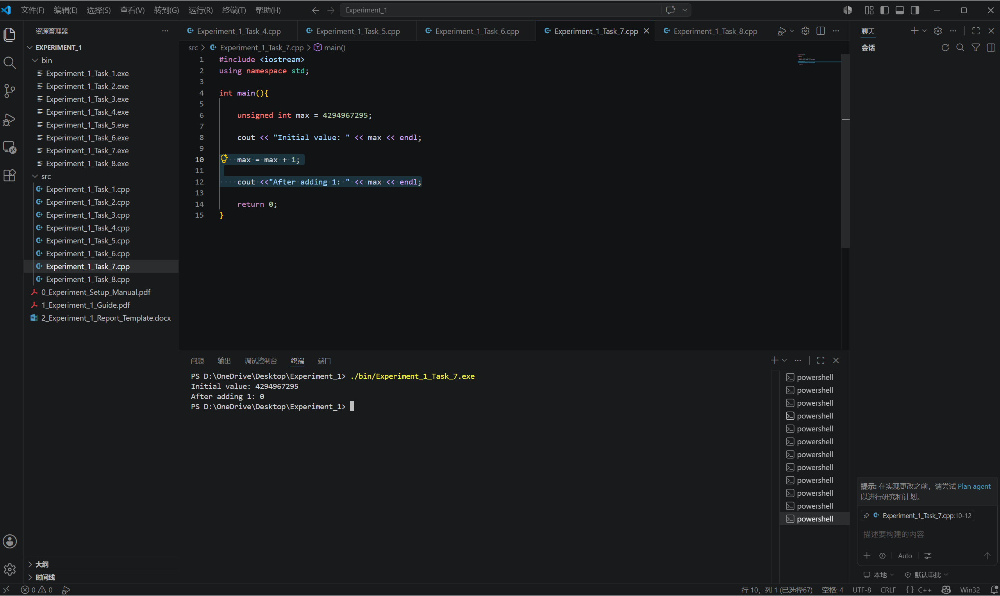 文件(F) 编辑(E) 选择(S) 查看(V) 转到(G) 运行(R) 终端(T) 帮助(H)
Experiment_1
资源管理器
EXPERIMENT_1
bin
Experiment_1_Task_1.exe
Experiment_1_Task_2.exe
Experiment_1_Task_3.exe
Experiment_1_Task_4.exe
Experiment_1_Task_5.exe
Experiment_1_Task_6.exe
Experiment_1_Task_7.exe
Experiment_1_Task_8.exe
src
Experiment_1_Task_1.cpp
Experiment_1_Task_2.cpp
Experiment_1_Task_3.cpp
Experiment_1_Task_4.cpp
Experiment_1_Task_5.cpp
Experiment_1_Task_6.cpp
Experiment_1_Task_7.cpp
Experiment_1_Task_8.cpp
0_Experiment_Setup_Manual.pdf
1_Experiment_1_Guide.pdf
2_Experiment_1_Report_Template.docx
大纲
时间线
Experiment_1_Task_4.cpp Experiment_1_Task_5.cpp Experiment_1_Task_6.cpp Experiment_1_Task_7.cpp Experiment_1_Task_8.cpp
src > Experiment_1_Task_7.cpp > main()
1 #include <iostream>
2 using namespace std;
3
4 int main(){
5
6 unsigned int max = 4294967295;
7
8 cout << "Initial value: " << max << endl;
9
10 max = max + 1;
11
12 cout <<"After adding 1: " << max << endl;
13
14 return 0;
15 }
问题 输出 调试控制台 终端 端口
PS D:\OneDrive\Desktop\Experiment_1> ./bin/Experiment_1_Task_7.exe
Initial value: 4294967295
After adding 1: 0
PS D:\OneDrive\Desktop\Experiment_1>
powershell
powershell
powershell
powershell
powershell
powershell
powershell
powershell
powershell
powershell
powershell
powershell
聊天
会话
提示: 在实现更改之前，请尝试 Plan agent
以进行研究和计划。
Experiment_1_Task_7.cpp:10-12
描述要构建的内容
Auto
本地 默认审批
0 0
行 10，列 1 (已选择67) 空格: 4 UTF-8 CRLF {} C++ Win32